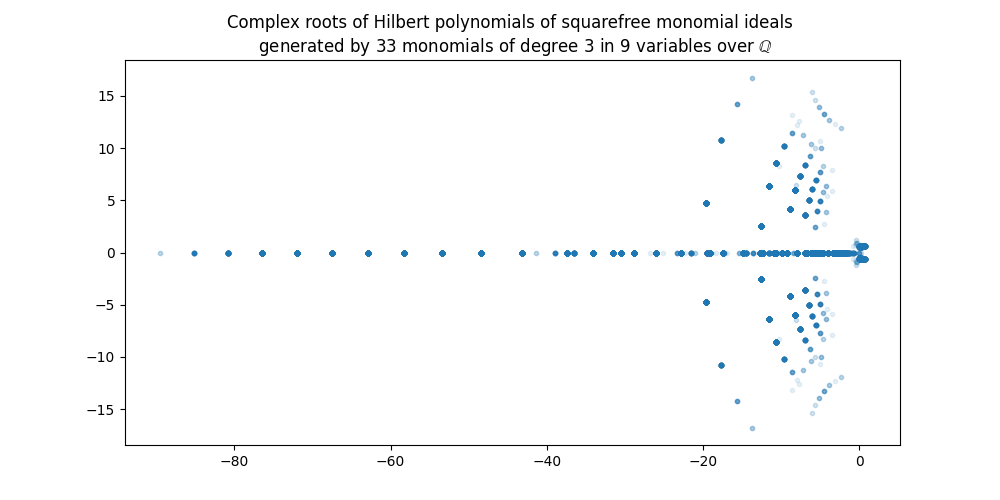 Complex roots of Hilbert polynomials of squarefree monomial ideals
generated by 33 monomials of degree 3 in 9 variables over ℚ
15
10
5
0
−5
−10
−15
−80 −60 −40 −20 0